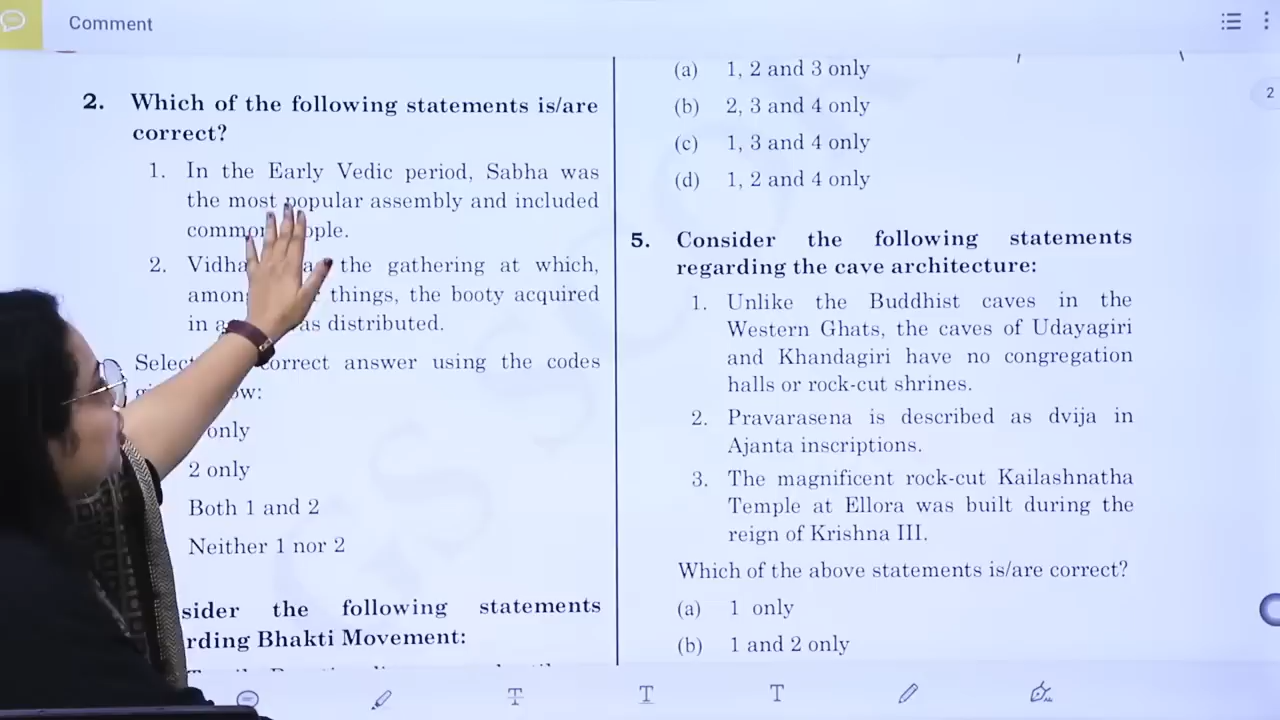 Comment
2
2. Which of the following statements is/are
correct?
1. In the Early Vedic period, Sabha was
the most popular assembly and included
2. the gathering at which,
things, the booty acquired
in distributed.
correct answer using the codes
only
2 only
Both 1 and 2
Neither 1 nor 2
the following statements
Bhakti Movement:
(a) 1, 2 and 3 only
(b) 2, 3 and 4 only
(c) 1, 3 and 4 only
(d) 1, 2 and 4 only
5. Consider the following statements
regarding the cave architecture:
1. Unlike the Buddhist caves in the
Western Ghats, the caves of Udayagiri
and Khandagiri have no congregation
halls or rock-cut shrines.
2. Pravarasena is described as dvija in
Ajanta inscriptions.
3. The magnificent rock-cut Kailashnatha
Temple at Ellora was built during the
reign of Krishna III.
Which of the above statements is/are correct?
(a) 1 only
(b) 1 and 2 only
T T T